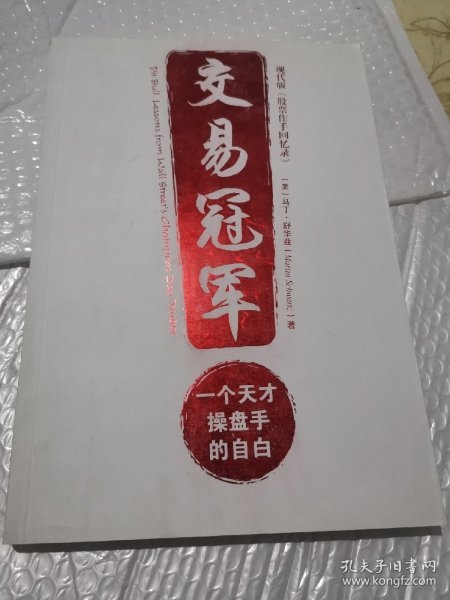 现代版《股票作手回忆录》
（美）马丁·舒华兹（Martin Schwartz）著
交易冠军
Pit Bull Lessons from Wall Street's Champion Day Trader
一个天才
操盘手
的自白
孔夫子旧书网
www.kongfz.com